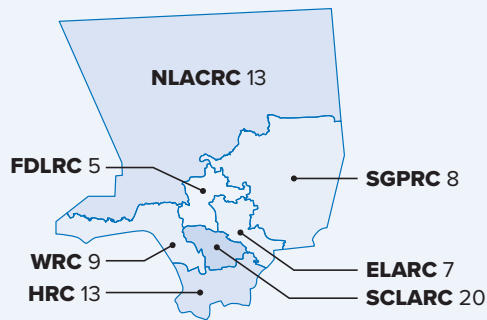 NLACRC 13
FDLRC 5
SGPRC 8
WRC 9
ELARC 7
HRC 13
SCLARC 20